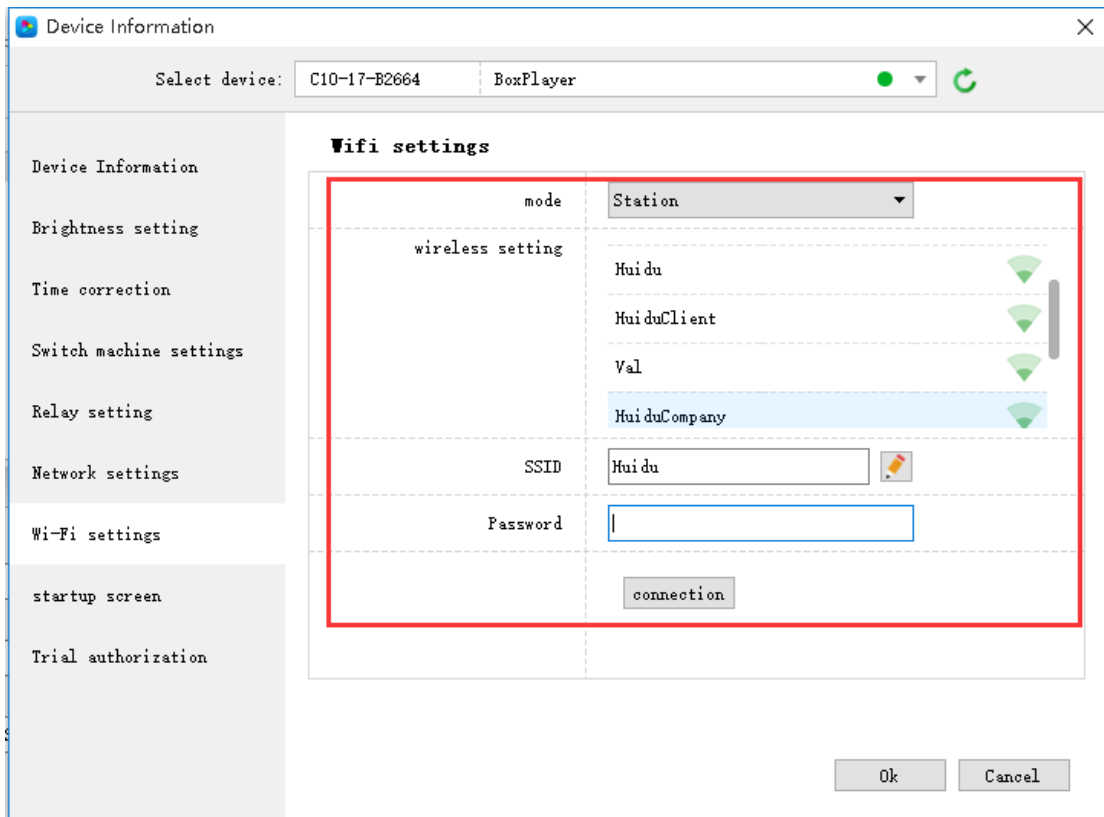 Device Information
Select device: C10-17-B2664 BoxPlayer
Device Information
Brightness setting
Time correction
Switch machine settings
Relay setting
Network settings
Wi-Fi settings
startup screen
Trial authorization
Wifi settings
mode Station
wireless setting
Huidu
HuiduClient
Val
HuiduCompany
SSID Huidu
Password
connection
Ok Cancel